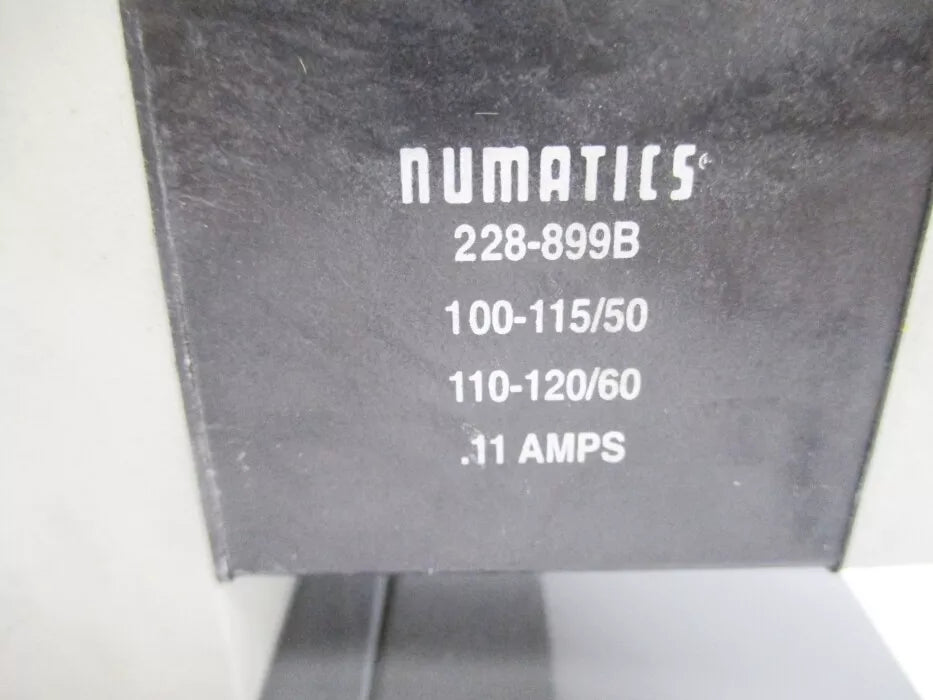 NUMATICS
228-899B
100-115/50
110-120/60
.11 AMPS